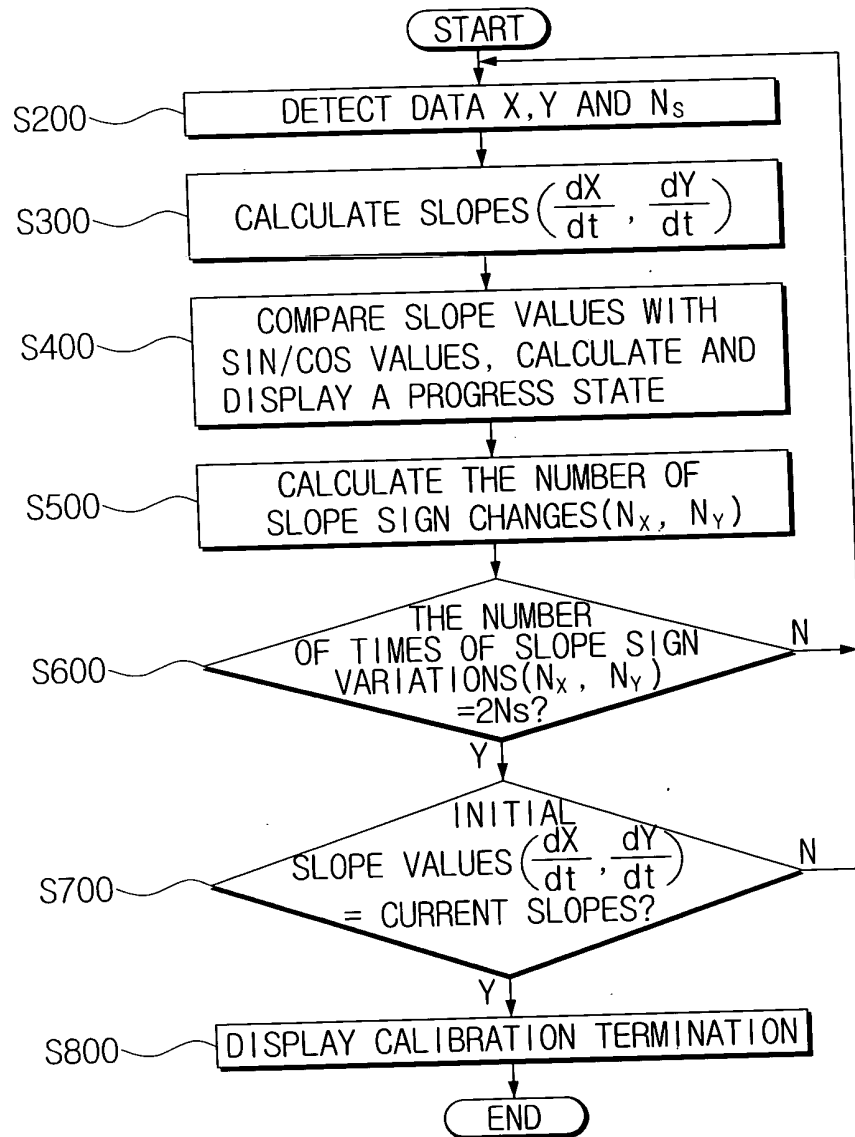 START
S200
DETECT DATA X,Y AND Ns
S300
CALCULATE SLOPES(dX/dt , dY/dt)
S400
COMPARE SLOPE VALUES WITH
SIN/COS VALUES, CALCULATE AND
DISPLAY A PROGRESS STATE
S500
CALCULATE THE NUMBER OF
SLOPE SIGN CHANGES(NX, NY)
S600
THE NUMBER
OF TIMES OF SLOPE SIGN
VARIATIONS(NX, NY)
=2Ns?
N
Y
S700
INITIAL
SLOPE VALUES(dX/dt , dY/dt)
= CURRENT SLOPES?
N
Y
S800
DISPLAY CALIBRATION TERMINATION
END